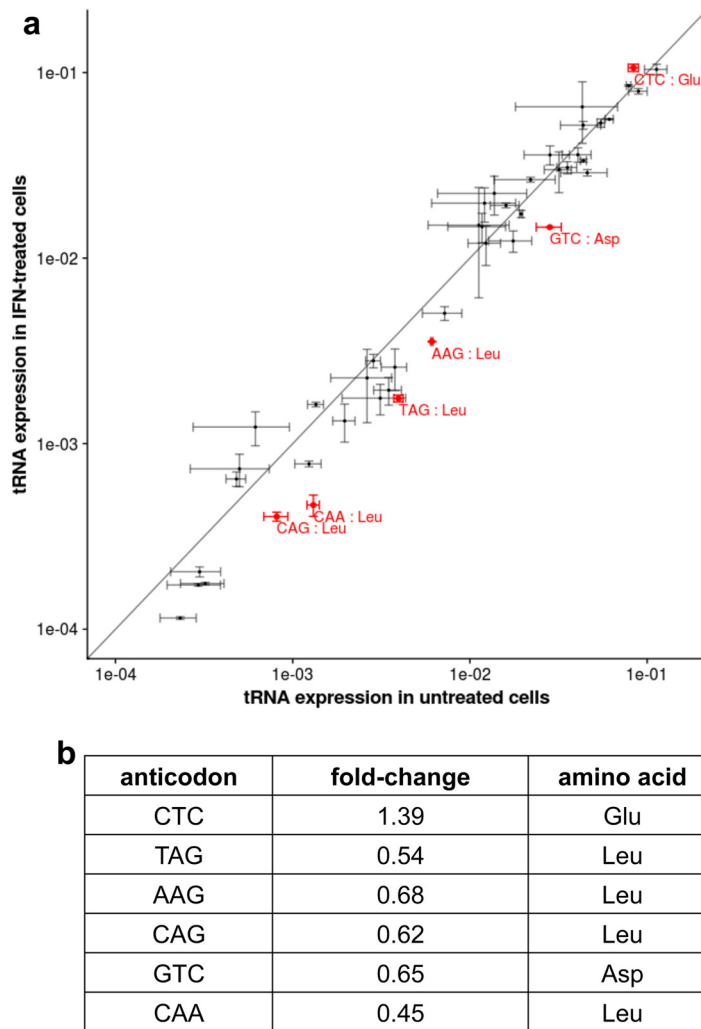 a
tRNA expression in IFN-treated cells
1e-01
1e-02
1e-03
1e-04
CTC : Glu
GTC : Asp
AAG : Leu
TAG : Leu
CAA : Leu
CAG : Leu
1e-04 1e-03 1e-02 1e-01
tRNA expression in untreated cells
b
anticodon fold-change amino acid
CTC 1.39 Glu
TAG 0.54 Leu
AAG 0.68 Leu
CAG 0.62 Leu
GTC 0.65 Asp
CAA 0.45 Leu